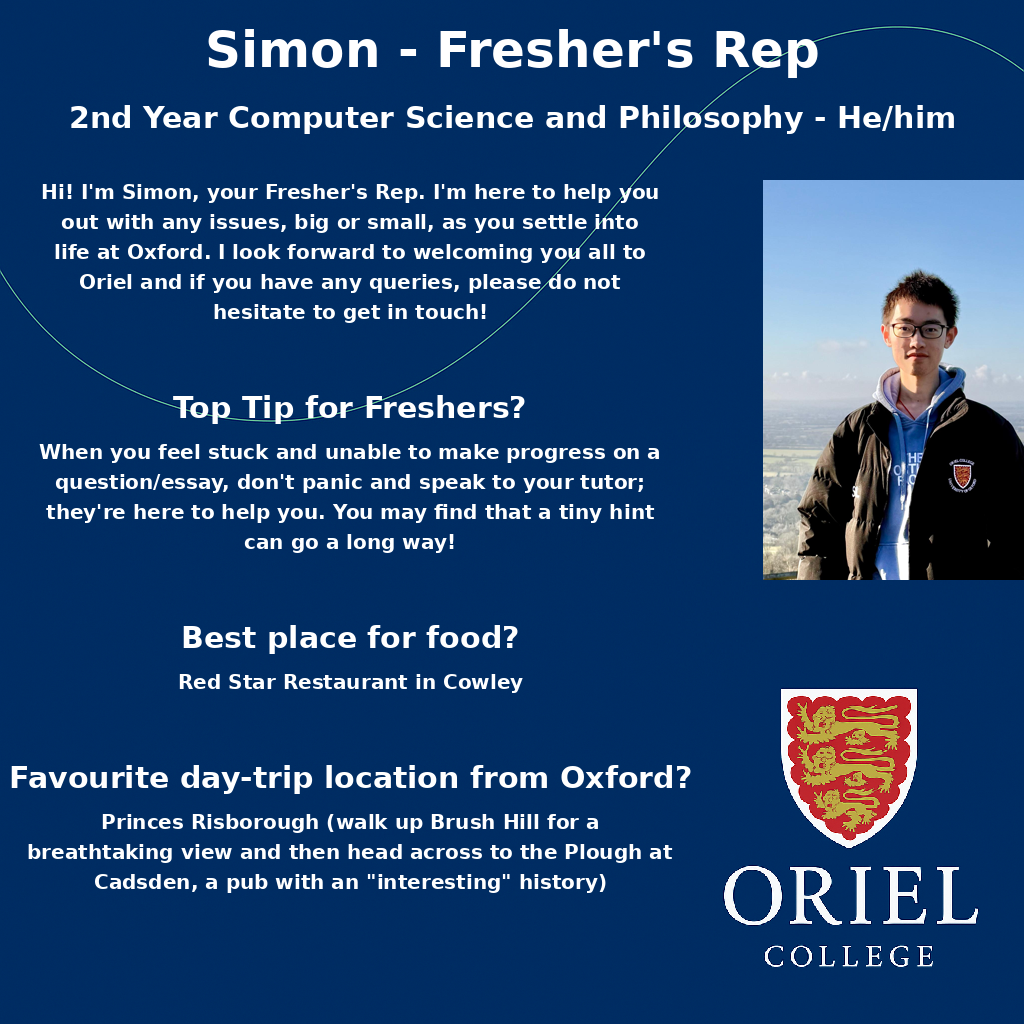 Simon - Fresher's Rep
2nd Year Computer Science and Philosophy - He/him
Hi! I'm Simon, your Fresher's Rep. I'm here to help you
out with any issues, big or small, as you settle into
life at Oxford. I look forward to welcoming you all to
Oriel and if you have any queries, please do not
hesitate to get in touch!
Top Tip for Freshers?
When you feel stuck and unable to make progress on a
question/essay, don't panic and speak to your tutor;
they're here to help you. You may find that a tiny hint
can go a long way!
Best place for food?
Red Star Restaurant in Cowley
Favourite day-trip location from Oxford?
Princes Risborough (walk up Brush Hill for a
breathtaking view and then head across to the Plough at
Cadsden, a pub with an "interesting" history)
ORIEL
COLLEGE